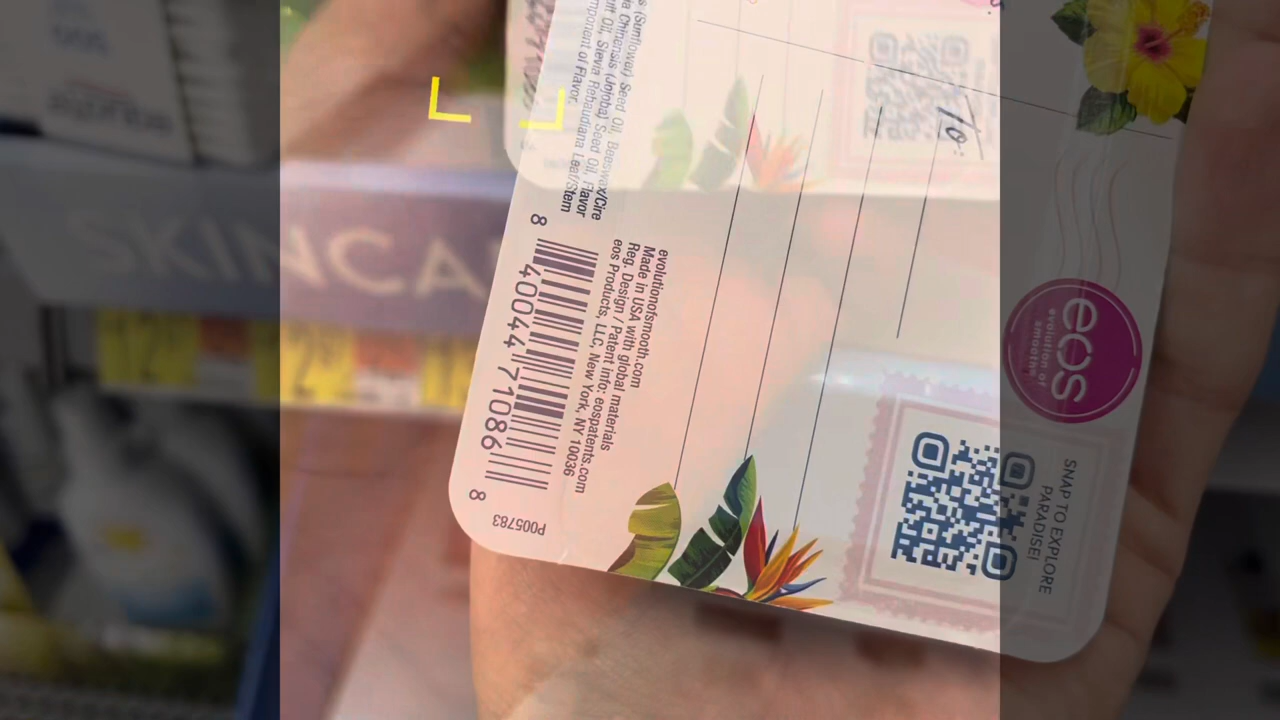 SKINCA
s (Sunflower) Seed Oil, Beeswax/Cire
a Chinensis (Jojoba) Seed Oil, Flavor
it Oil, Stevia Rebaudiana Leaf/Stem
mponent of Flavor.
evolutionofsmooth.com
Made in USA with global materials
Reg. Design / Patent info: eospatents.com
eos Products, LLC, New York, NY 10036
8 40044 71086 8
P005783
To:
eos
evolution of
smooth
SNAP TO EXPLORE
PARADISE!